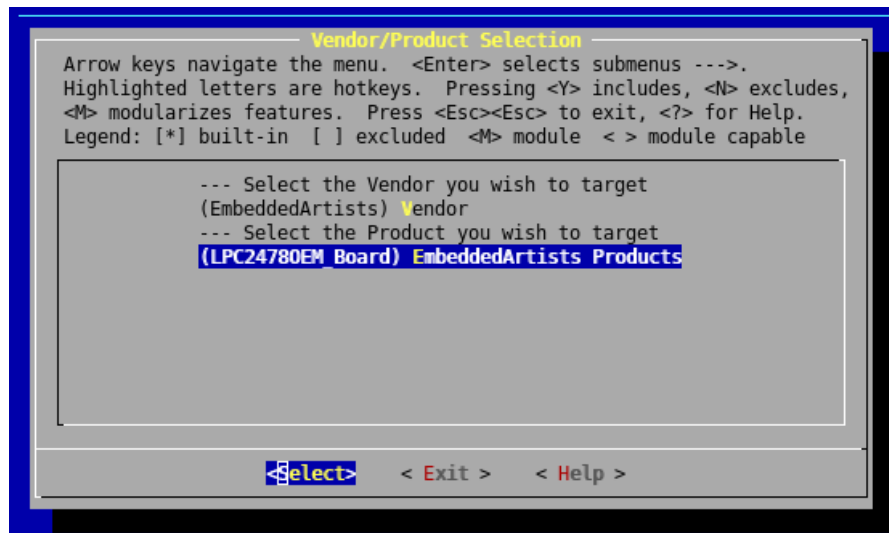 Vendor/Product Selection
Arrow keys navigate the menu.  <Enter> selects submenus --->.
Highlighted letters are hotkeys.  Pressing <Y> includes, <N> excludes,
<M> modularizes features.  Press <Esc><Esc> to exit, <?> for Help.
Legend: [*] built-in  [ ] excluded  <M> module  < > module capable
--- Select the Vendor you wish to target
(EmbeddedArtists) Vendor
--- Select the Product you wish to target
(LPC2478OEM_Board) EmbeddedArtists Products
<Select>    < Exit >    < Help >